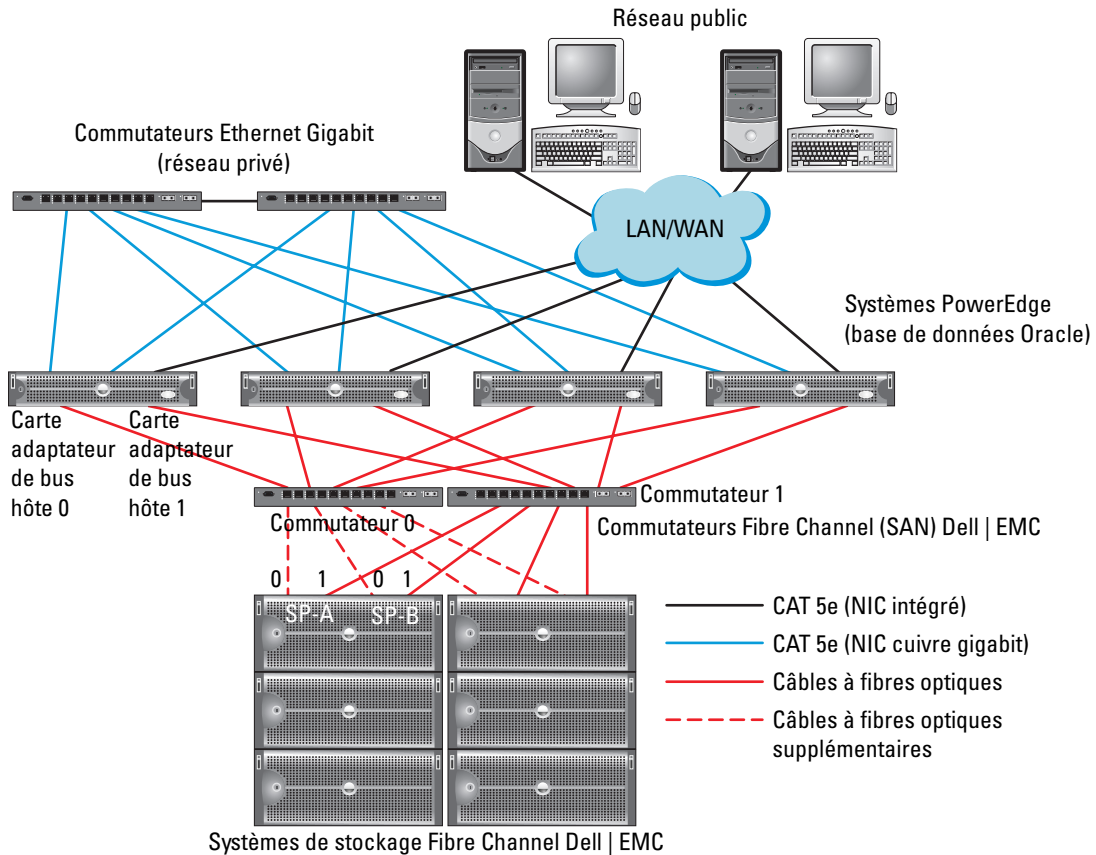 Réseau public
Commutateurs Ethernet Gigabit
(réseau privé)
LAN/WAN
Systèmes PowerEdge
(base de données Oracle)
Carte
adaptateur
de bus
hôte 0
Carte
adaptateur
de bus
hôte 1
Commutateur 0
Commutateur 1
Commutateurs Fibre Channel (SAN) Dell | EMC
0 1 0 1
SP-A SP-B
CAT 5e (NIC intégré)
CAT 5e (NIC cuivre gigabit)
Câbles à fibres optiques
Câbles à fibres optiques
supplémentaires
Systèmes de stockage Fibre Channel Dell | EMC